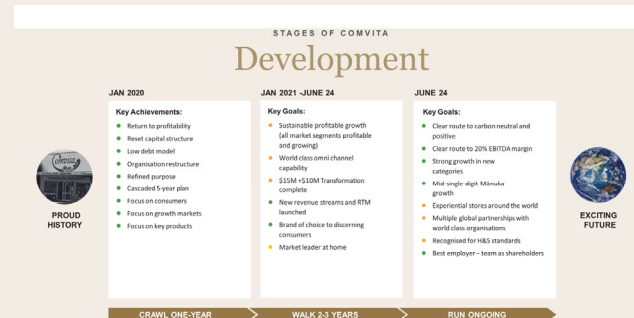 STAGES OF COMVITA
Development
JAN 2020
Key Achievements:
Return to profitability
Reset capital structure
Low debt model
Organisation restructure
Refined purpose
Cascaded 5-year plan
Focus on consumers
Focus on growth markets
Focus on key products
JAN 2021 -JUNE 24
Key Goals:
Sustainable profitable growth
(all market segments profitable
and growing)
World class omni channel
capability
$15M +$10M Transformation
complete
New revenue streams and RTM
launched
Brand of choice to discerning
consumers
Market leader at home
JUNE 24
Key Goals:
Clear route to carbon neutral and
positive
Clear route to 20% EBITDA margin
Strong growth in new
categories
Mid single digit Mānuka
growth
Experiential stores around the world
Multiple global partnerships with
world class organisations
Recognised for H&S standards
Best employer – team as shareholders
Comvita
PROUD
HISTORY
EXCITING
FUTURE
CRAWL ONE-YEAR
WALK 2-3 YEARS
RUN ONGOING